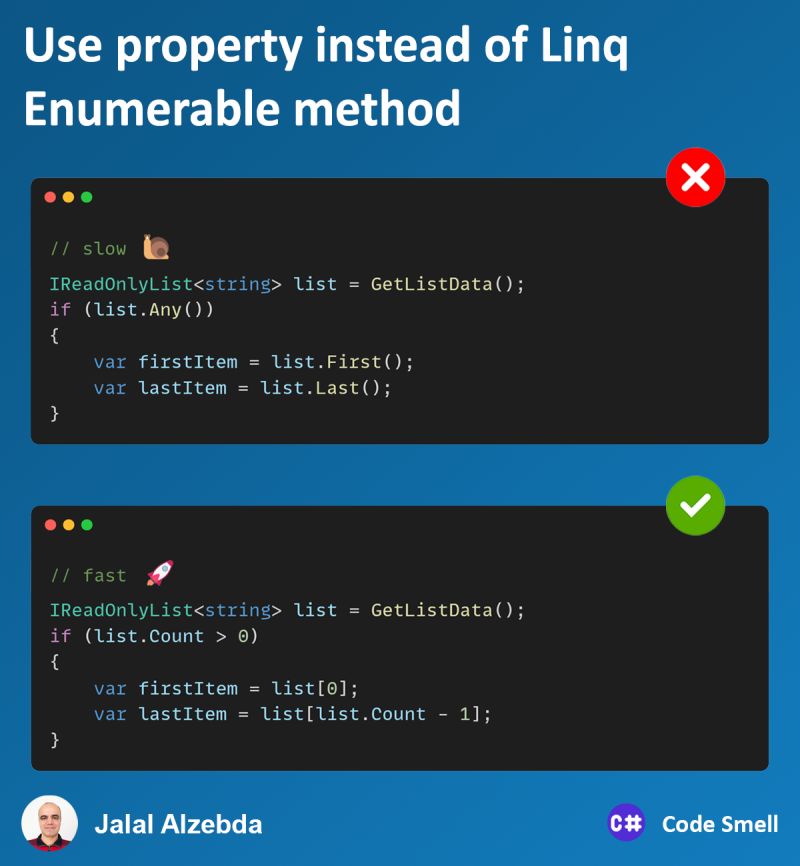 Use property instead of Linq
Enumerable method
// slow
IReadOnlyList<string> list = GetListData();
if (list.Any())
{
    var firstItem = list.First();
    var lastItem = list.Last();
}
// fast
IReadOnlyList<string> list = GetListData();
if (list.Count > 0)
{
    var firstItem = list[0];
    var lastItem = list[list.Count - 1];
}
Jalal Alzebda
C# Code Smell